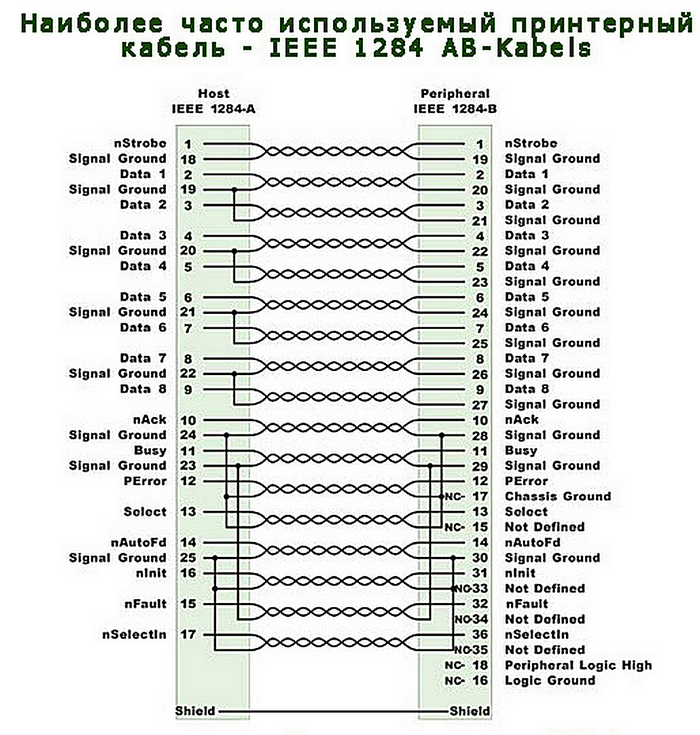 Наиболее часто используемый принтерный
кабель - IEEE 1284 AB-Kabels
Host Peripheral
IEEE 1284-A IEEE 1284-B
nStrobe 1 1 nStrobe
Signal Ground 18 19 Signal Ground
Data 1 2 2 Data 1
Signal Ground 19 20 Signal Ground
Data 2 3 3 Data 2
21 Signal Ground
Data 3 4 4 Data 3
Signal Ground 20 22 Signal Ground
Data 4 5 5 Data 4
23 Signal Ground
Data 5 6 6 Data 5
Signal Ground 21 24 Signal Ground
Data 6 7 7 Data 6
25 Signal Ground
Data 7 8 8 Data 7
Signal Ground 22 26 Signal Ground
Data 8 9 9 Data 8
27 Signal Ground
nAck 10 10 nAck
Signal Ground 24 28 Signal Ground
Busy 11 11 Busy
Signal Ground 23 29 Signal Ground
PError 12 12 PError
NC- 17 Chassis Ground
Select 13 13 Select
NC- 15 Not Defined
nAutoFd 14 14 nAutoFd
Signal Ground 25 30 Signal Ground
nInit 16 31 nInit
NC-33 Not Defined
nFault 15 32 nFault
NC-34 Not Defined
nSelectIn 17 36 nSelectIn
NC-35 Not Defined
NC- 18 Peripheral Logic High
NC- 16 Logic Ground
Shield Shield